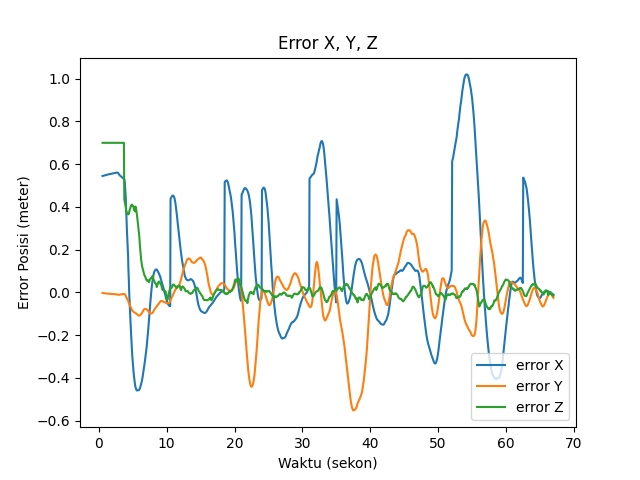 Error X, Y, Z
Error Posisi (meter)
1.0
0.8
0.6
0.4
0.2
0.0
−0.2
−0.4
−0.6
error X
error Y
error Z
0 10 20 30 40 50 60 70
Waktu (sekon)